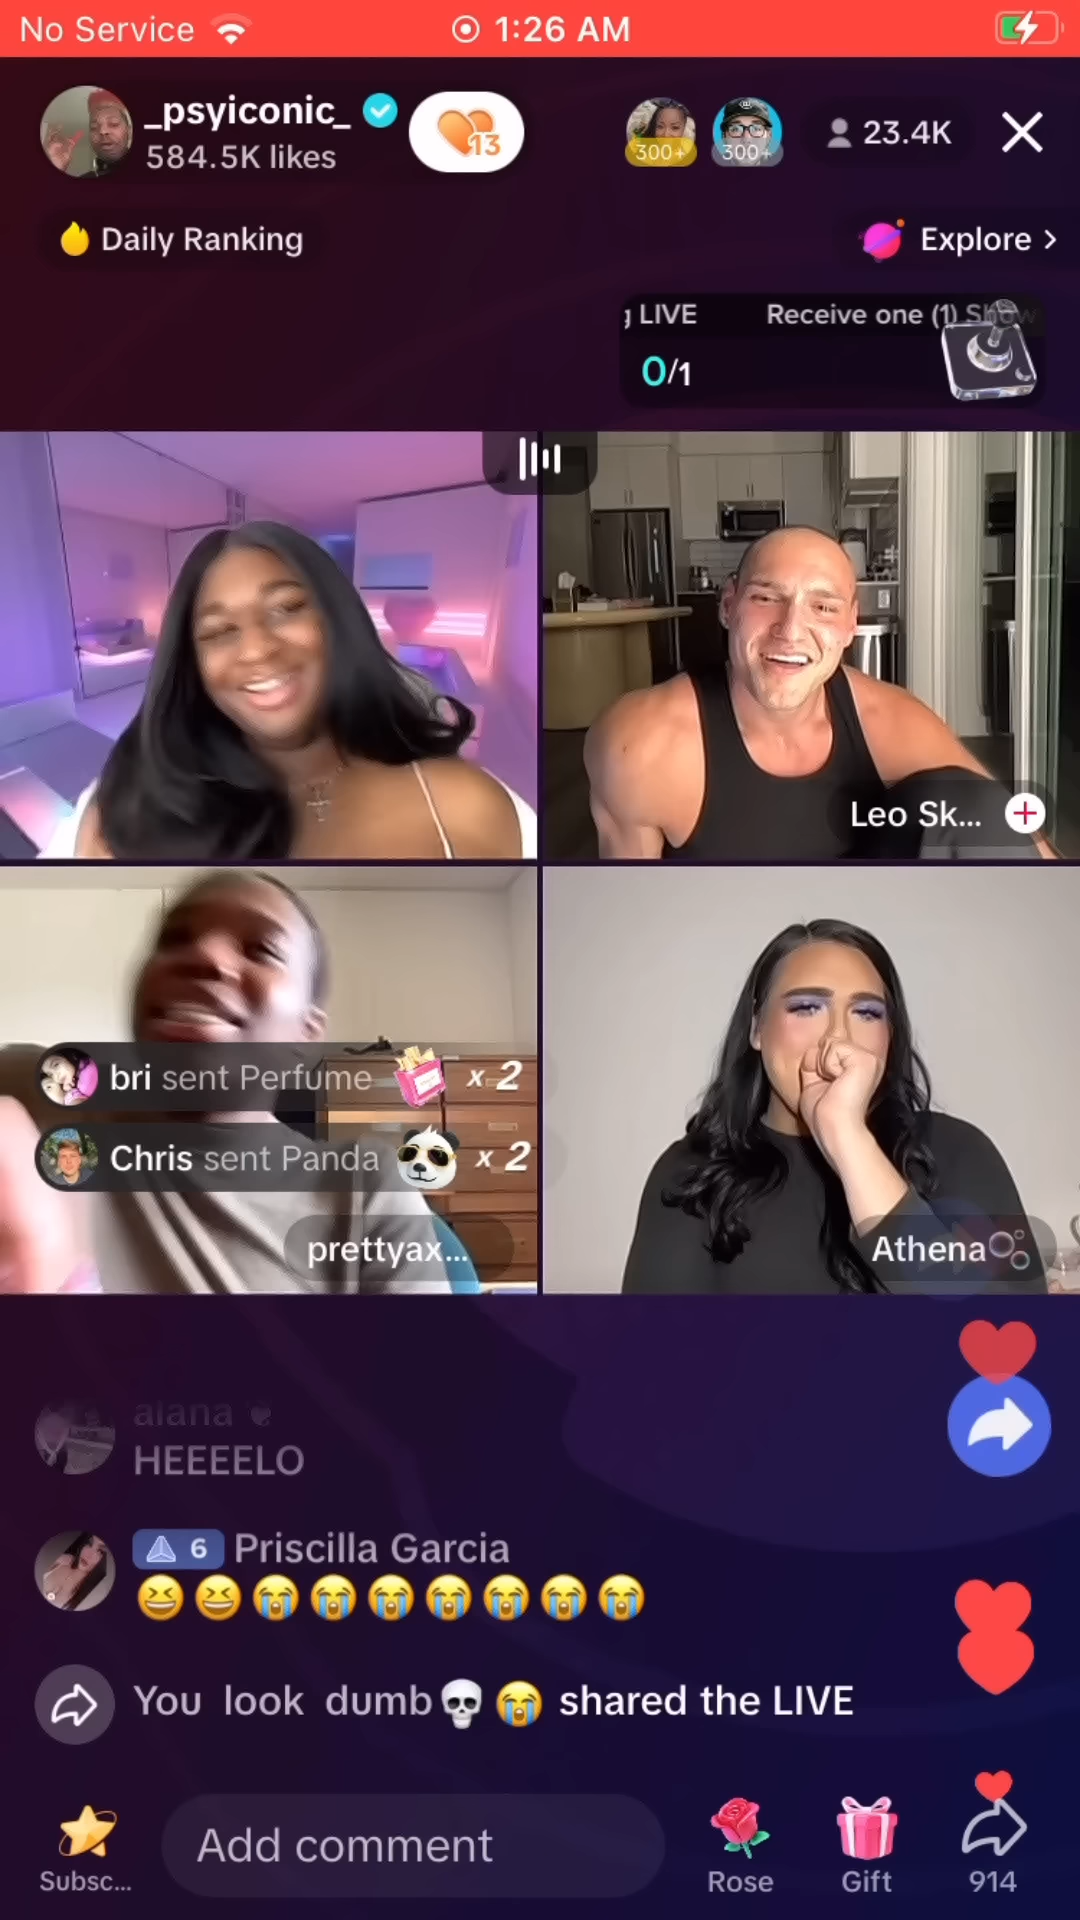 No Service 1:26 AM
_psyiconic_ 13 300+ 300+ 23.4K
584.5K likes
Daily Ranking Explore >
LIVE Receive one (1) Show
0/1
Leo Sk...
bri sent Perfume x 2
Chris sent Panda x 2
prettyax...
Athena
alana
HEEEELO
6 Priscilla Garcia
😆😆😭😭😭😭😭😭😭
You look dumb💀😭 shared the LIVE
Add comment
Subsc... Rose Gift 914